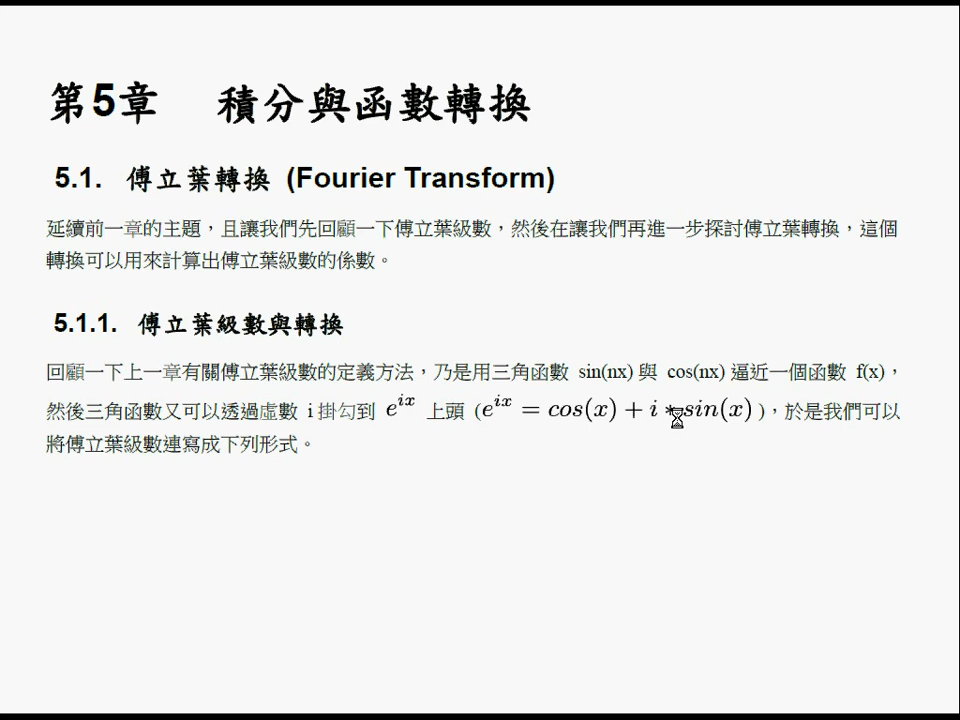 第5章 積分與函數轉換
5.1. 傅立葉轉換 (Fourier Transform)
延續前一章的主題，且讓我們先回顧一下傅立葉級數，然後在讓我們再進一步探討傅立葉轉換，這個
轉換可以用來計算出傅立葉級數的係數。
5.1.1. 傅立葉級數與轉換
回顧一下上一章有關傅立葉級數的定義方法，乃是用三角函數 sin(nx) 與 cos(nx) 逼近一個函數 f(x)，
然後三角函數又可以透過虛數 i 掛勾到 e^{ix} 上頭 (e^{ix} = cos(x) + i * sin(x))，於是我們可以
將傅立葉級數連寫成下列形式。